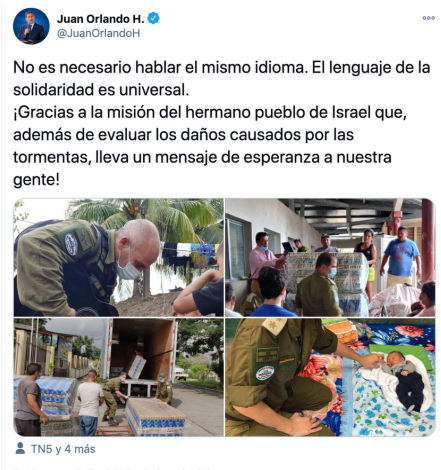 Juan Orlando H.
@JuanOrlandoH
No es necesario hablar el mismo idioma. El lenguaje de la
solidaridad es universal.
¡Gracias a la misión del hermano pueblo de Israel que,
además de evaluar los daños causados por las
tormentas, lleva un mensaje de esperanza a nuestra
gente!
TN5 y 4 más